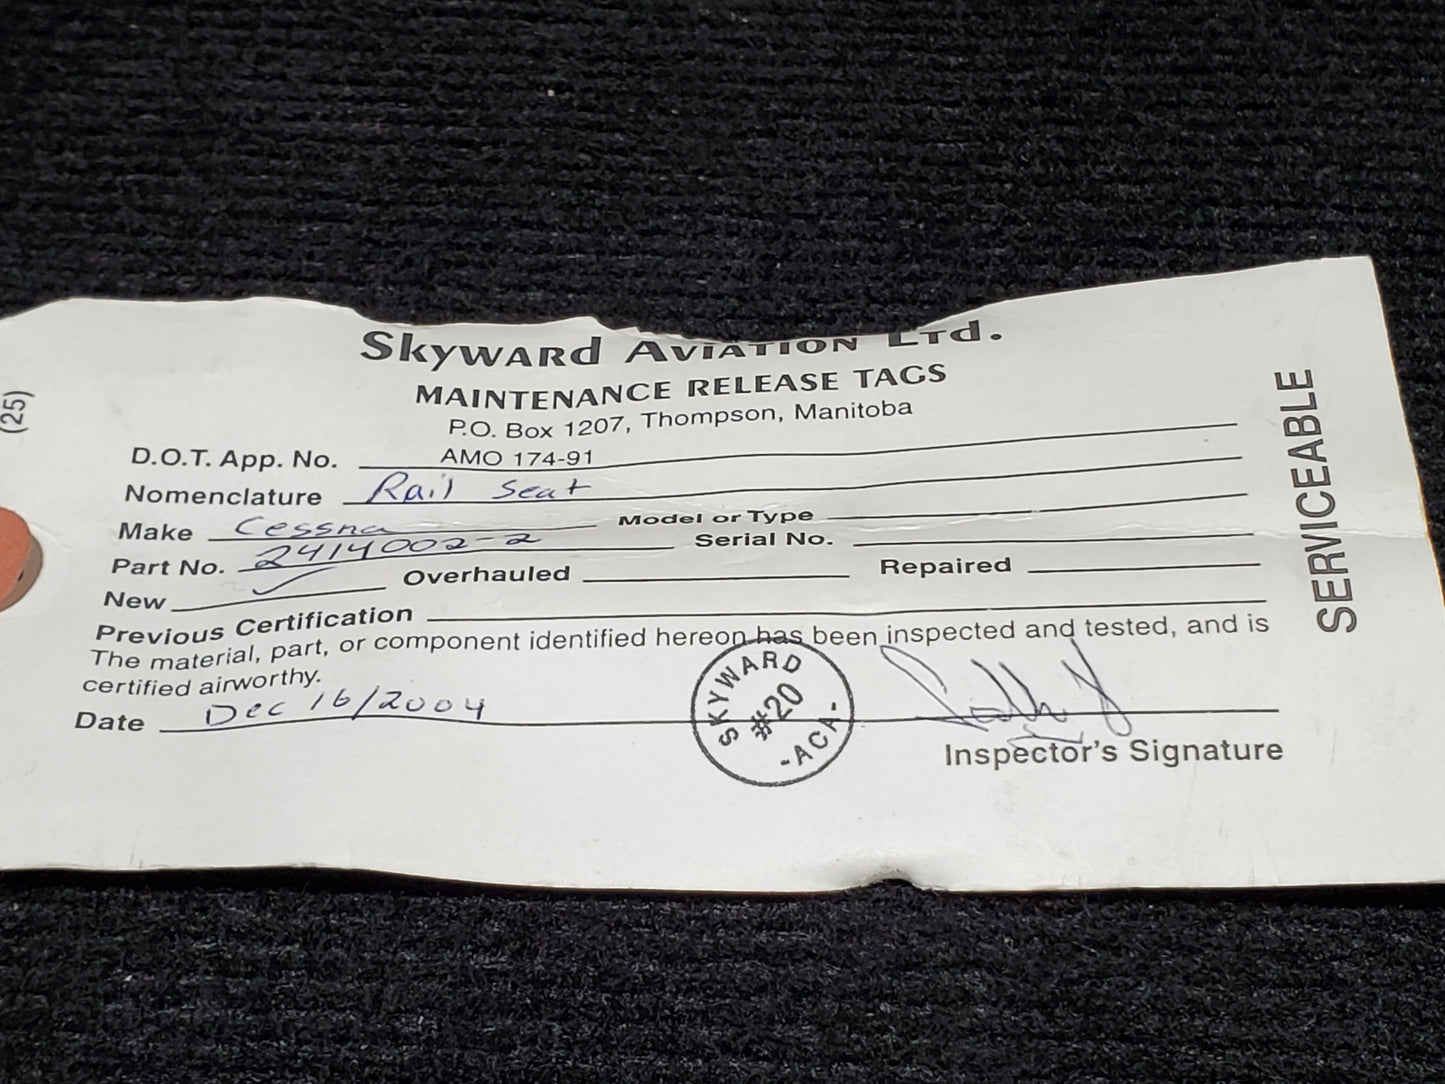 (25)
Skyward Aviation Ltd.
MAINTENANCE RELEASE TAGS
P.O. Box 1207, Thompson, Manitoba
D.O.T. App. No. AMO 174-91
Nomenclature Rail Seat
Make Cessna Model or Type
Part No. 2414002-2 Serial No.
New ✓ Overhauled Repaired
Previous Certification
The material, part, or component identified hereon has been inspected and tested, and is
certified airworthy.
Date Dec 16/2004
SKYWARD
#20
-ACA-
Inspector's Signature
SERVICEABLE